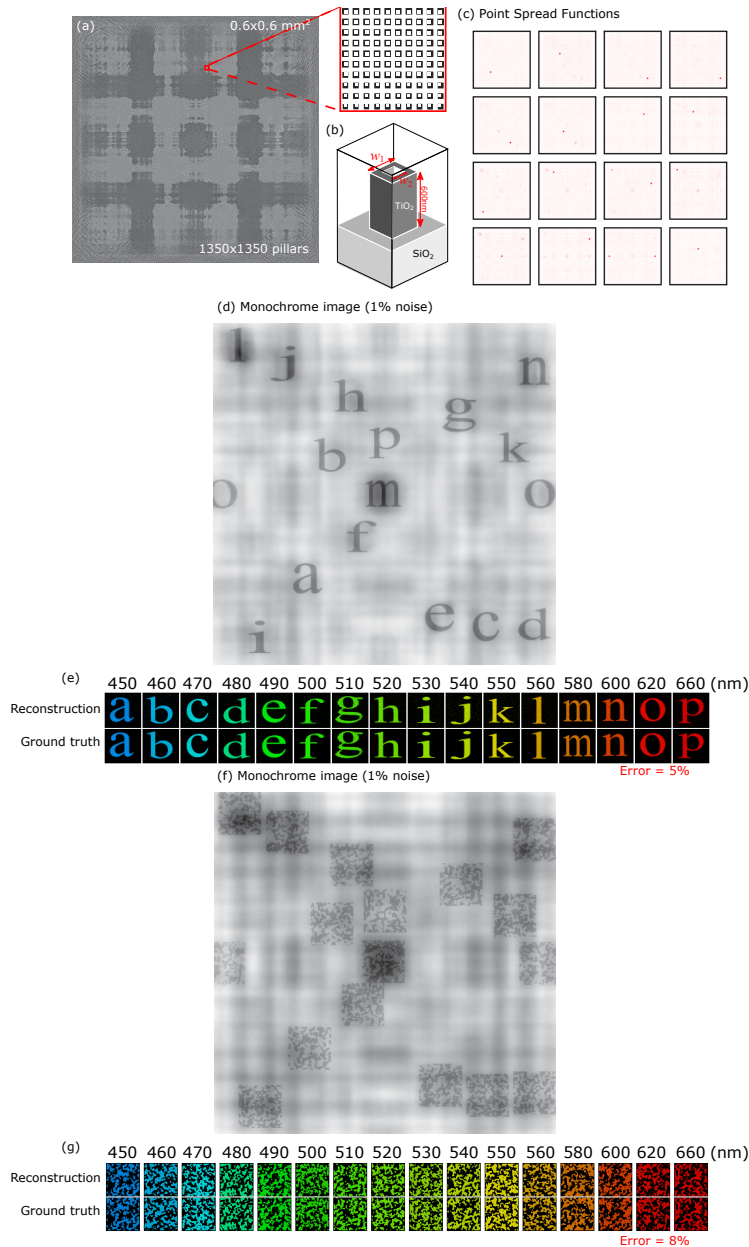 (a)
0.6x0.6 mm²
1350x1350 pillars
(b)
w₁
w₂
600nm
TiO₂
SiO₂
(c) Point Spread Functions
(d) Monochrome image (1% noise)
l j n
h g
p
b k
o m o
f
a
e c d
i
(e)
450 460 470 480 490 500 510 520 530 540 550 560 580 600 620 660 (nm)
Reconstruction a b c d e f g h i j k l m n o p
Ground truth a b c d e f g h i j k l m n o p
Error = 5%
(f) Monochrome image (1% noise)
(g)
450 460 470 480 490 500 510 520 530 540 550 560 580 600 620 660 (nm)
Reconstruction
Ground truth
Error = 8%